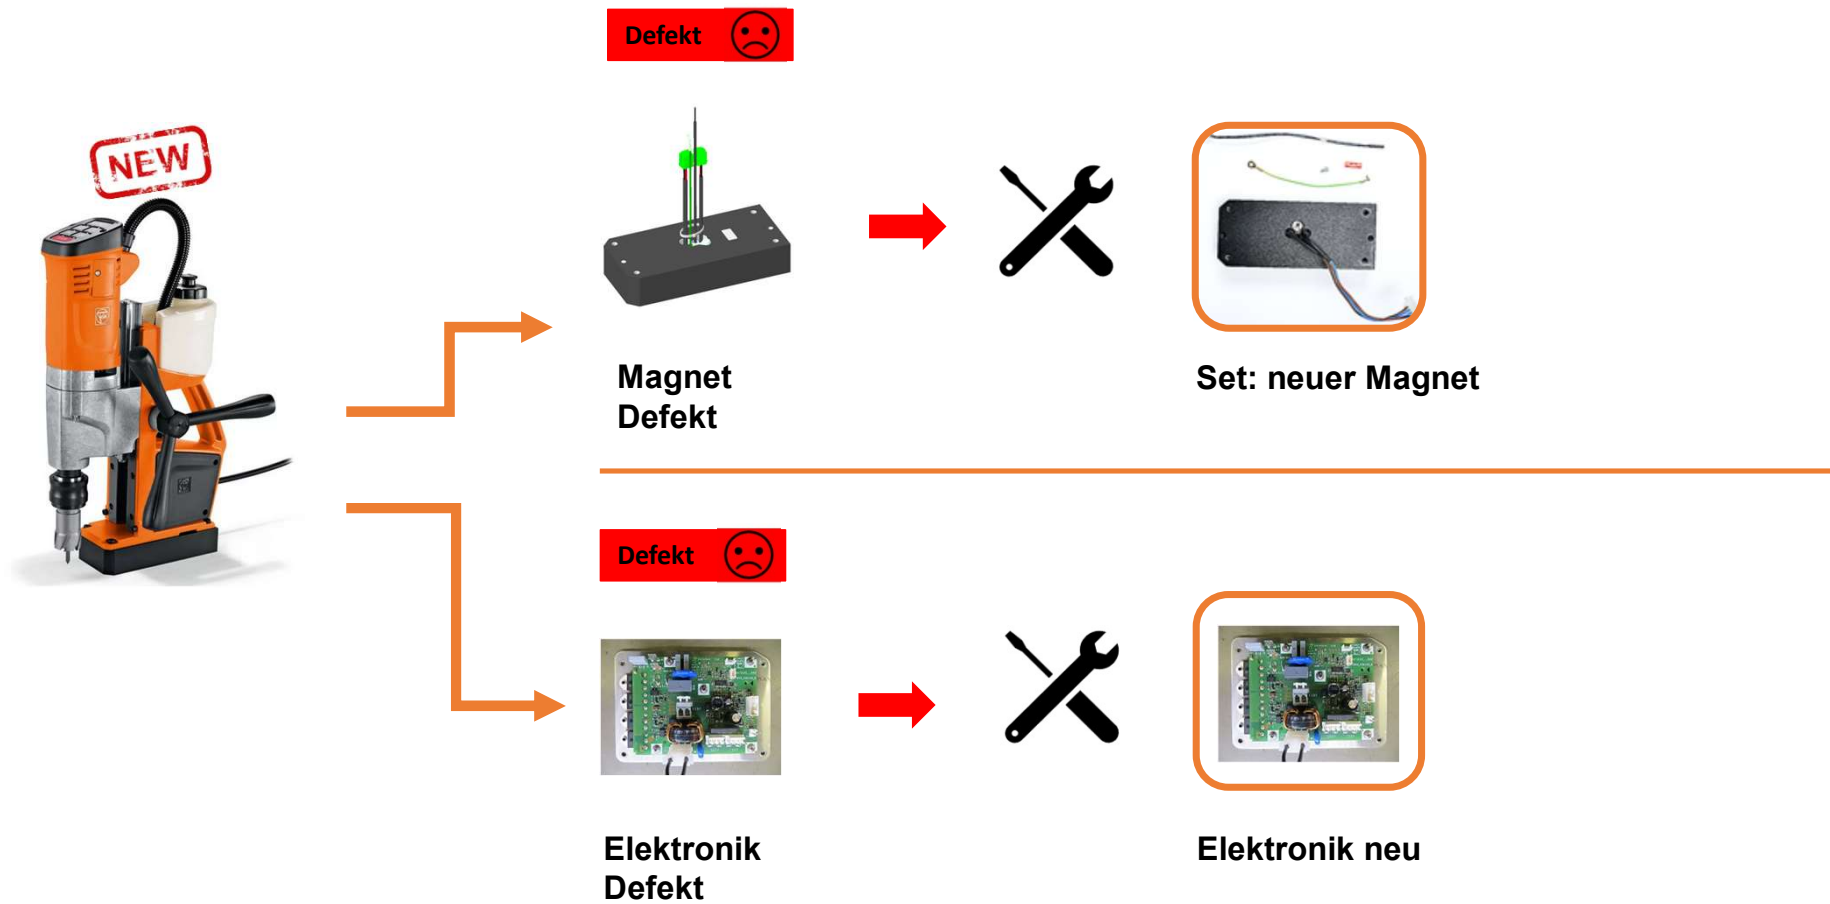 Defekt
NEW
Magnet
Defekt
Set: neuer Magnet
Defekt
Elektronik
Defekt
Elektronik neu